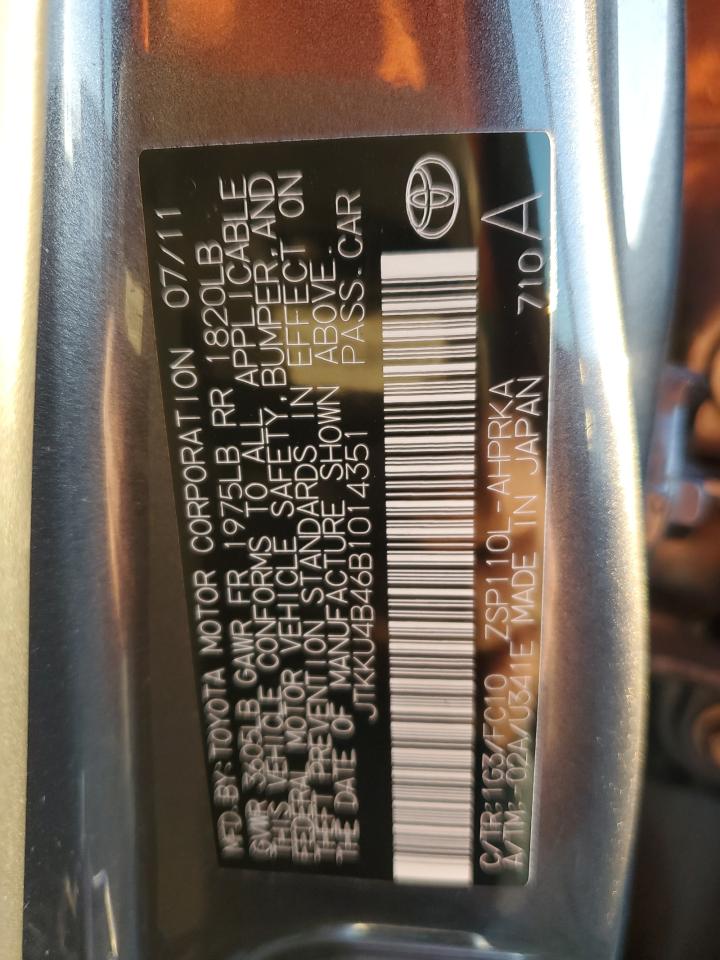 MFD.BY:TOYOTA MOTOR CORPORATION 07/11
GVWR 3605LB GAWR FR 1975LB RR 1820LB
THIS VEHICLE CONFORMS TO ALL APPLICABLE
FEDERAL MOTOR VEHICLE SAFETY,BUMPER,AND
THEFT PREVENTION STANDARDS IN EFFECT ON
THE DATE OF MANUFACTURE SHOWN ABOVE.
JTKKU4B46B1014351 PASS.CAR
C/TR:1G3/FC10 ZSP110L-AHPRKA
A/TM:-02A/U341E MADE IN JAPAN 710A